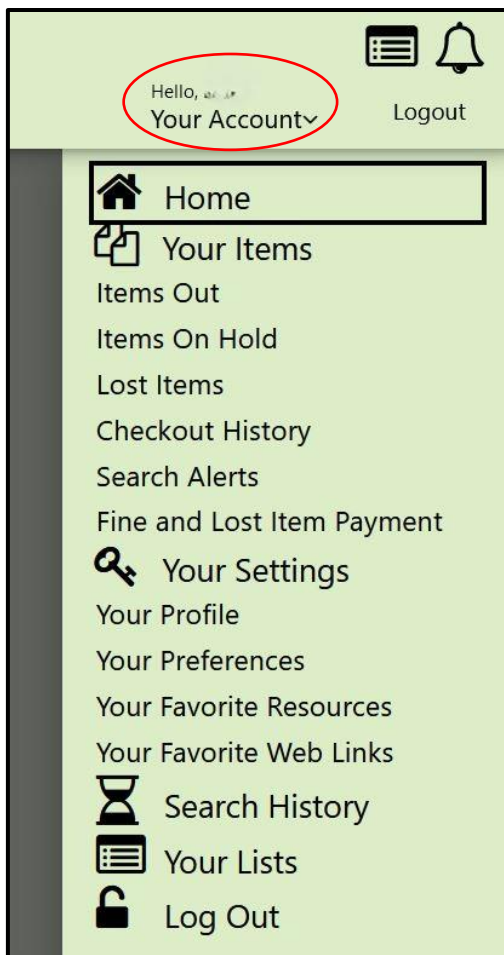 Hello,
Your Account
Logout
Home
Your Items
Items Out
Items On Hold
Lost Items
Checkout History
Search Alerts
Fine and Lost Item Payment
Your Settings
Your Profile
Your Preferences
Your Favorite Resources
Your Favorite Web Links
Search History
Your Lists
Log Out